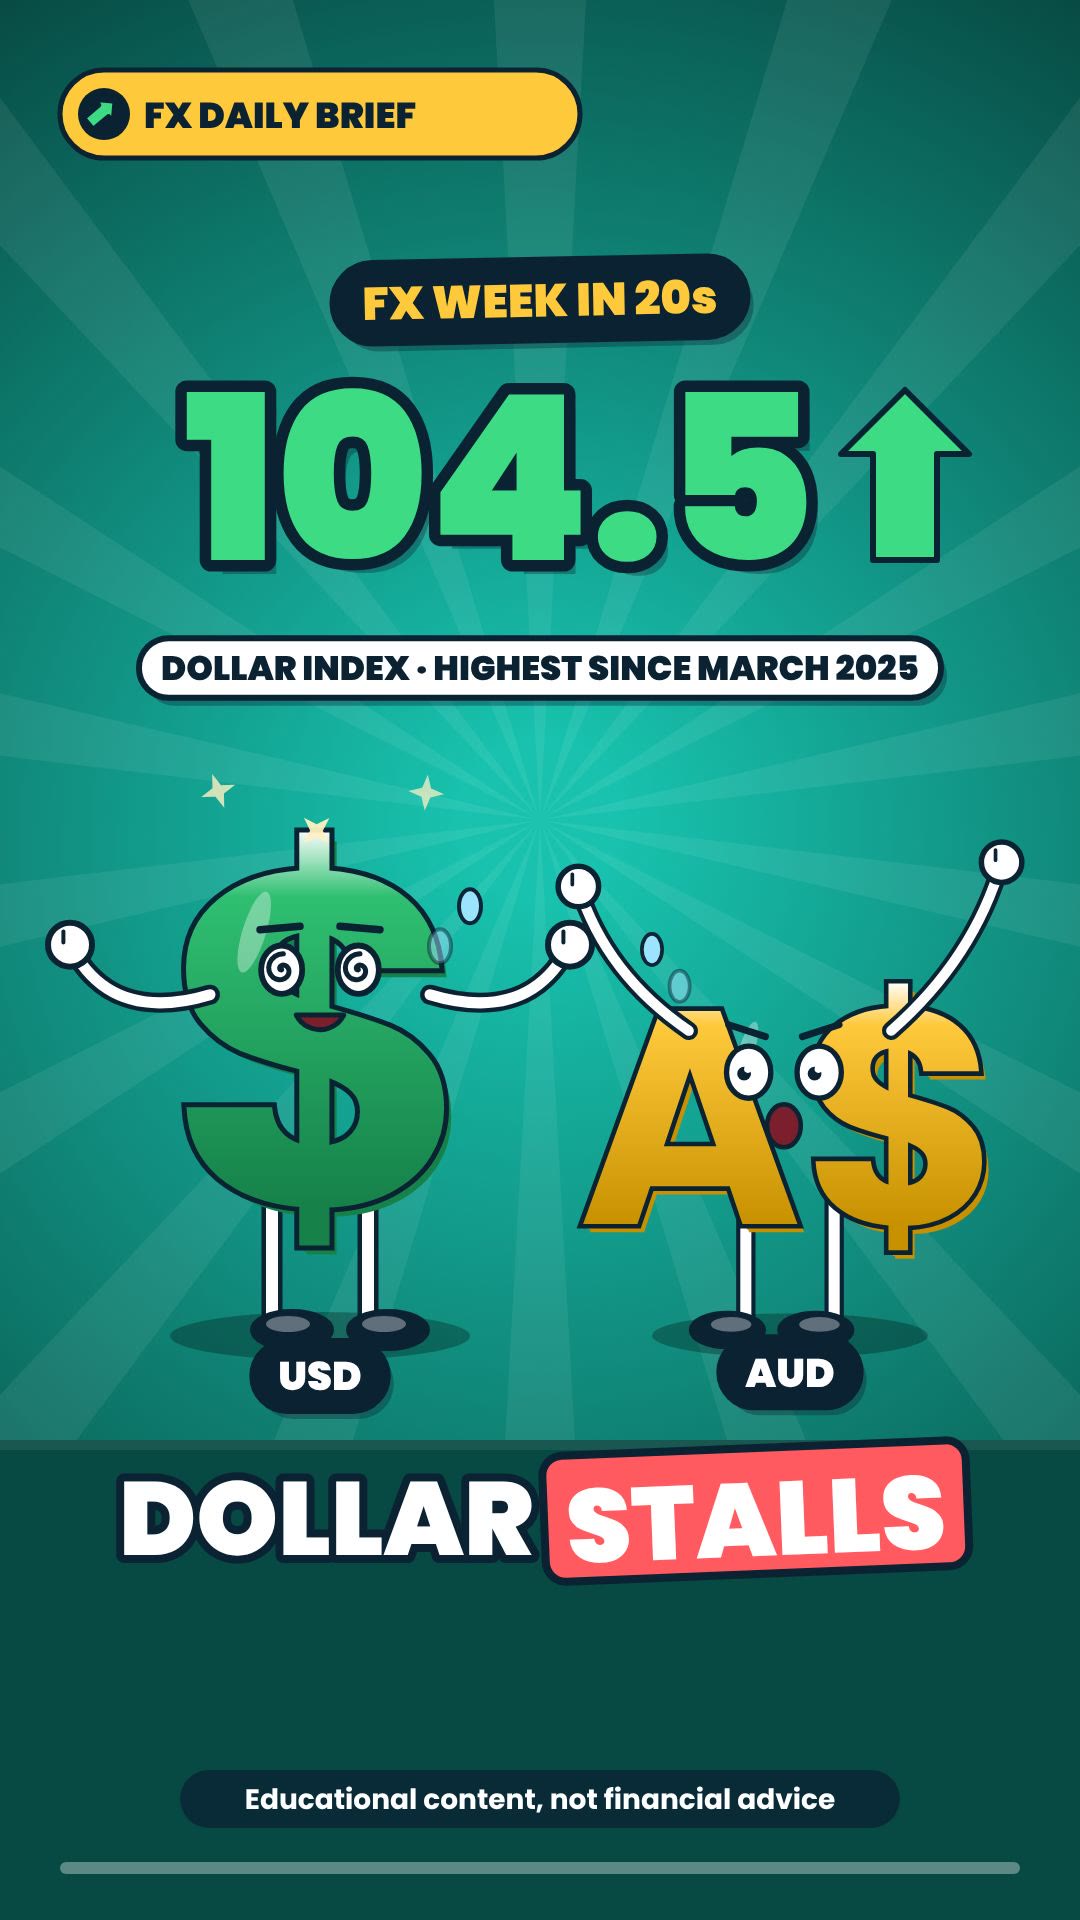 FX DAILY BRIEF
FX WEEK IN 20s
104.5
DOLLAR INDEX • HIGHEST SINCE MARCH 2025
A$
$
USD
AUD
DOLLAR STALLS
Educational content, not financial advice